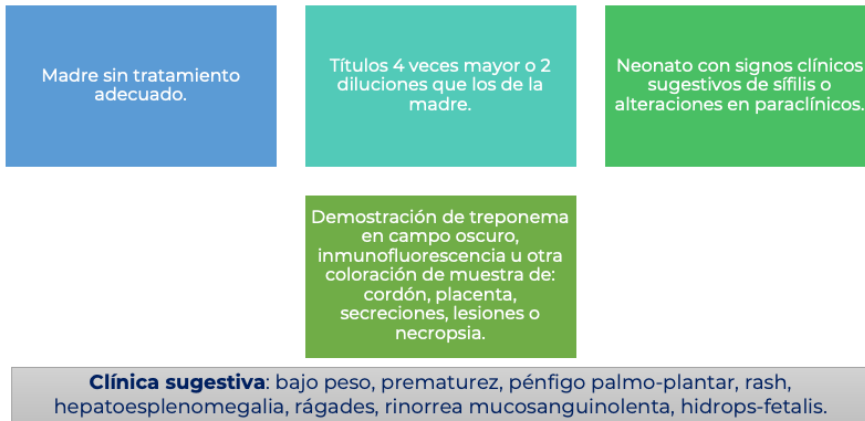 Madre sin tratamiento
adecuado.
Títulos 4 veces mayor o 2
diluciones que los de la
madre.
Neonato con signos clínicos
sugestivos de sífilis o
alteraciones en paraclínicos.
Demostración de treponema
en campo oscuro,
inmunofluorescencia u otra
coloración de muestra de:
cordón, placenta,
secreciones, lesiones o
necropsia.
Clínica sugestiva: bajo peso, prematurez, pénfigo palmo-plantar, rash,
hepatoesplenomegalia, rágades, rinorrea mucosanguinolenta, hidrops-fetalis.